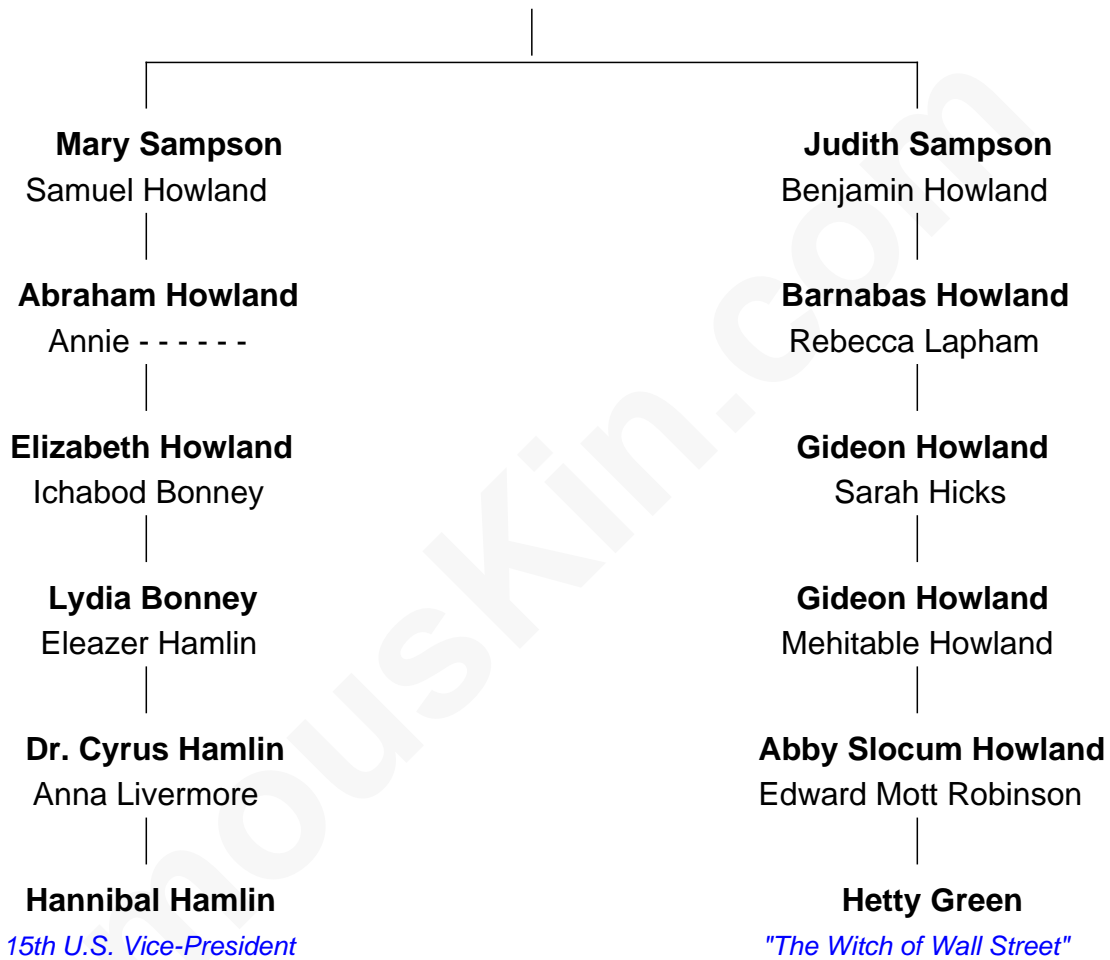 Mary Sampson
Samuel Howland
Judith Sampson
Benjamin Howland
Abraham Howland
Annie - - - - - -
Barnabas Howland
Rebecca Lapham
Elizabeth Howland
Ichabod Bonney
Gideon Howland
Sarah Hicks
Lydia Bonney
Eleazer Hamlin
Gideon Howland
Mehitable Howland
Dr. Cyrus Hamlin
Anna Livermore
Abby Slocum Howland
Edward Mott Robinson
Hannibal Hamlin
15th U.S. Vice-President
Hetty Green
"The Witch of Wall Street"
mousKin.com